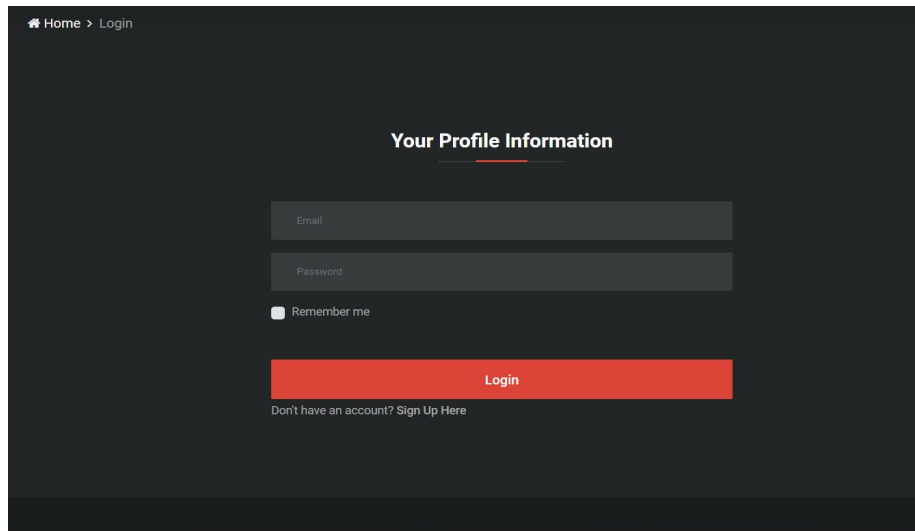 Home > Login
Your Profile Information
Email
Password
Remember me
Login
Don't have an account? Sign Up Here